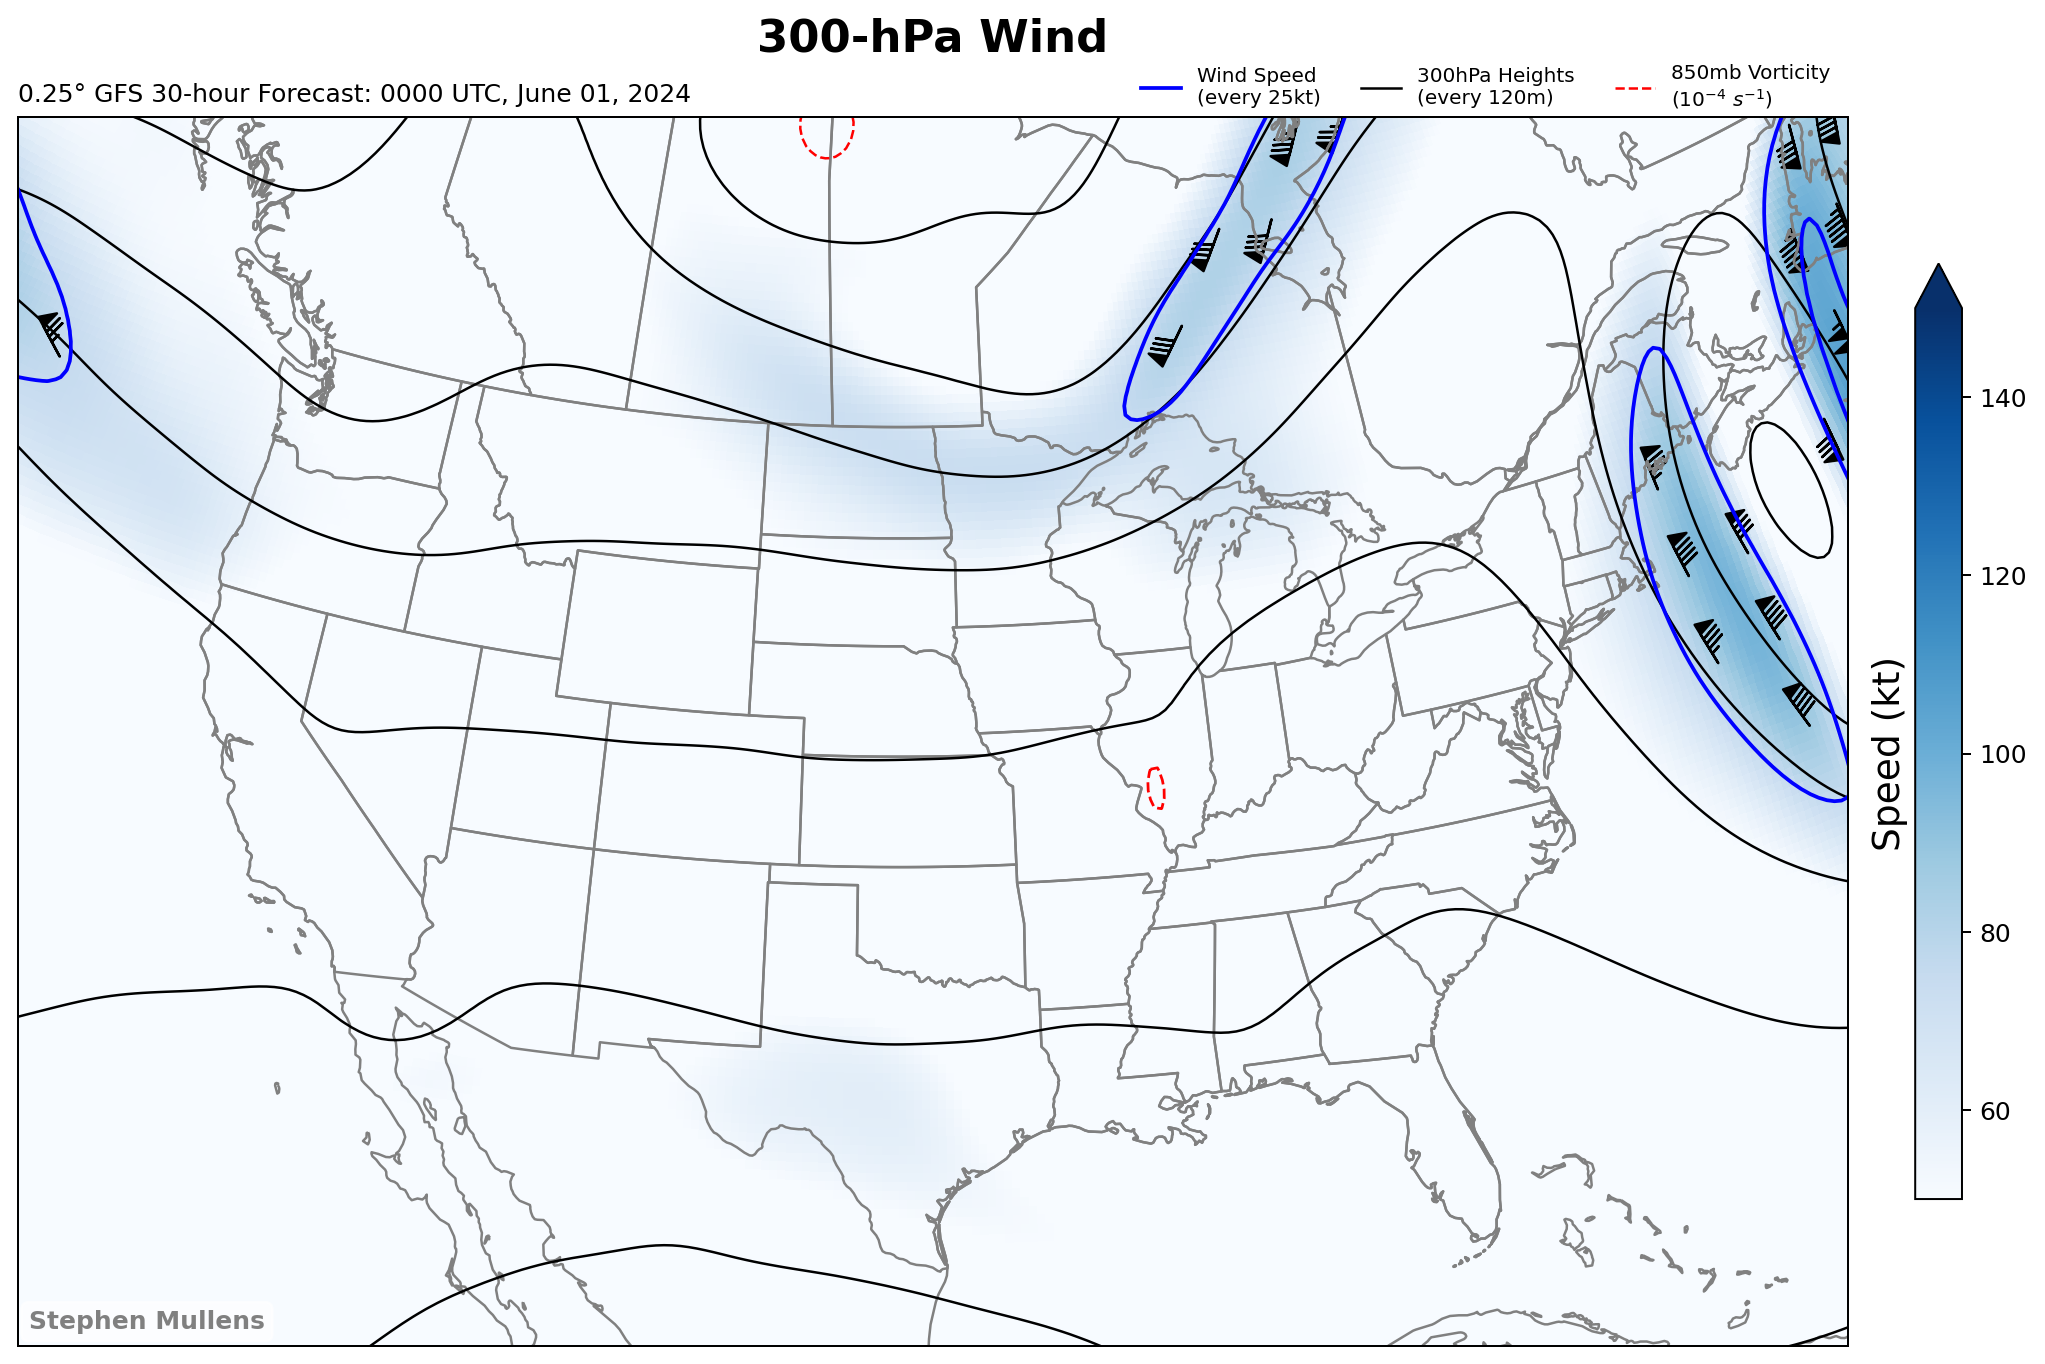 300-hPa Wind
0.25° GFS 30-hour Forecast: 0000 UTC, June 01, 2024
Wind Speed
(every 25kt)
300hPa Heights
(every 120m)
850mb Vorticity
(10⁻⁴ s⁻¹)
140
120
100
80
60
Speed (kt)
Stephen Mullens